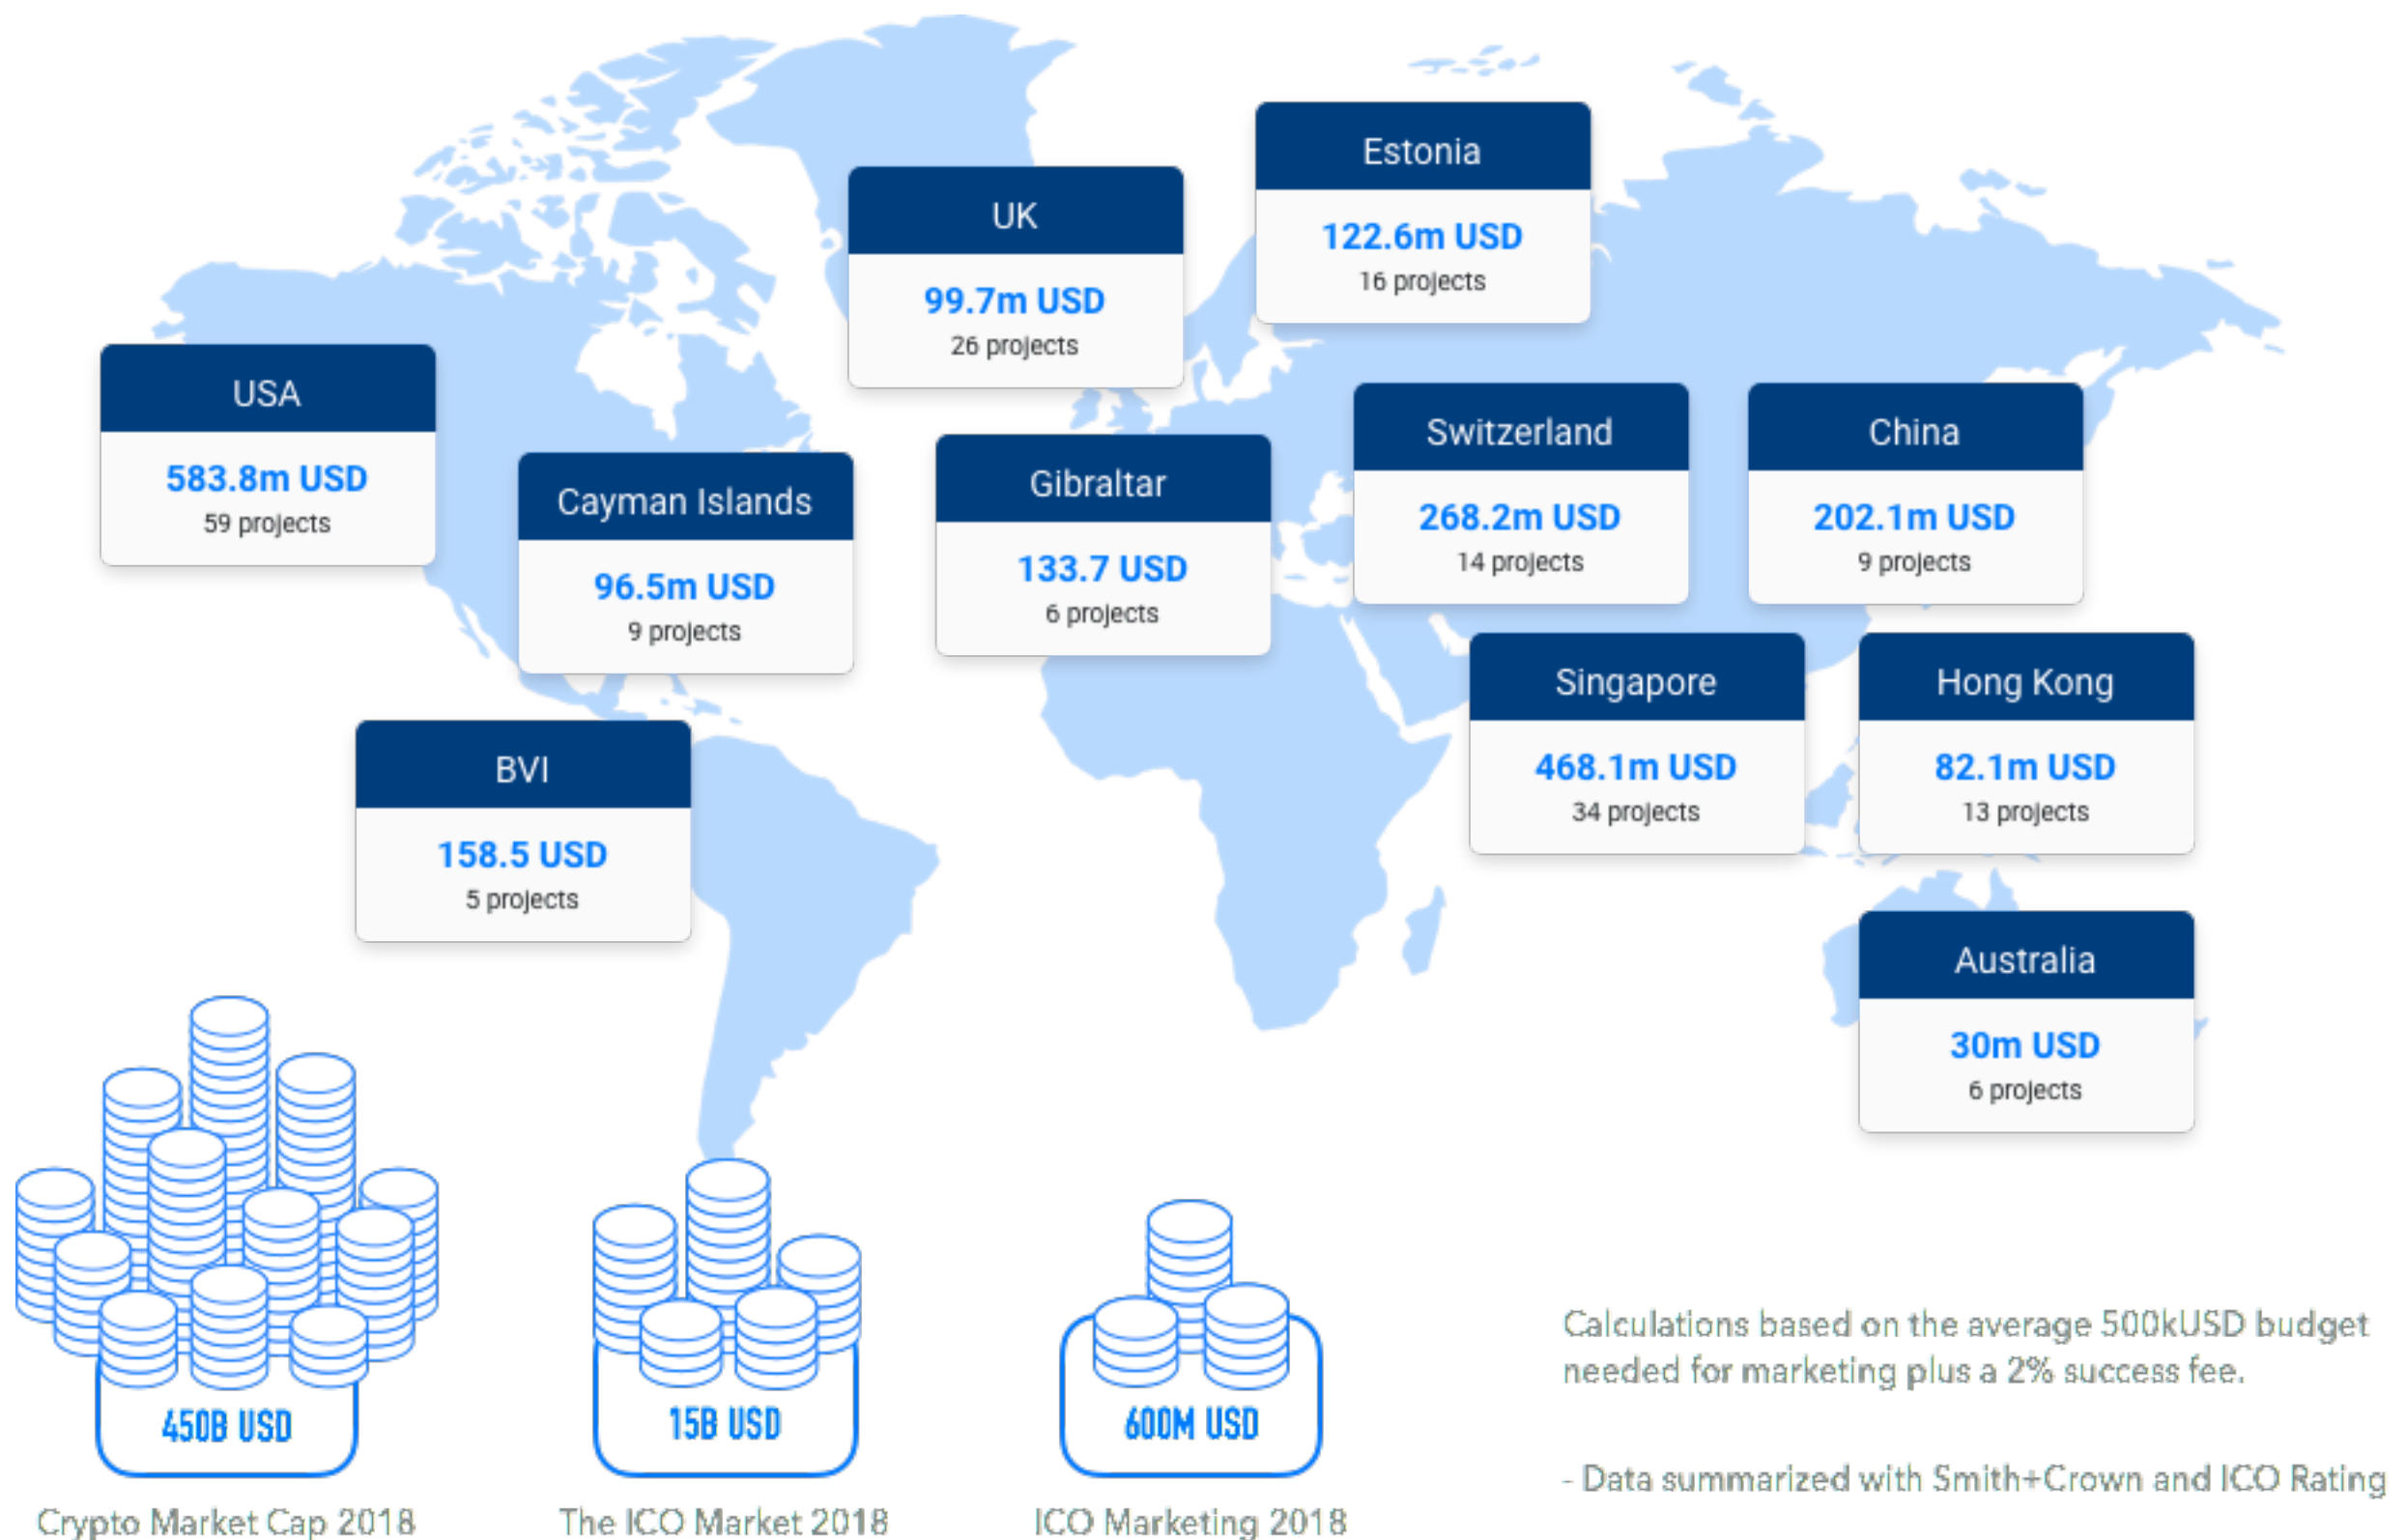 Estonia
122.6m USD
16 projects
UK
99.7m USD
26 projects
USA
583.8m USD
59 projects
Cayman Islands
96.5m USD
9 projects
Gibraltar
133.7 USD
6 projects
Switzerland
268.2m USD
14 projects
China
202.1m USD
9 projects
Singapore
468.1m USD
34 projects
Hong Kong
82.1m USD
13 projects
BVI
158.5 USD
5 projects
Australia
30m USD
6 projects
450B USD
Crypto Market Cap 2018
15B USD
The ICO Market 2018
600M USD
ICO Marketing 2018
Calculations based on the average 500kUSD budget
needed for marketing plus a 2% success fee.
- Data summarized with Smith+Crown and ICO Rating